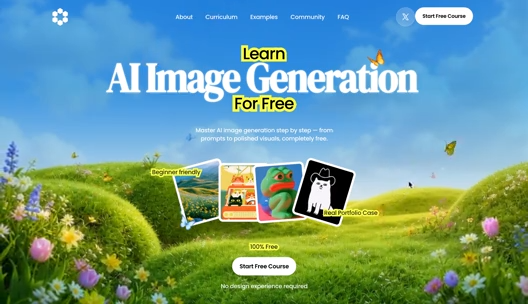 About Curriculum Examples Community FAQ
𝕏
Start Free Course
Learn
AI Image Generation
For Free
Master AI image generation step by step — from
prompts to polished visuals, completely free.
Beginner friendly
Real Portfolio Case
100% Free
Start Free Course
No design experience required